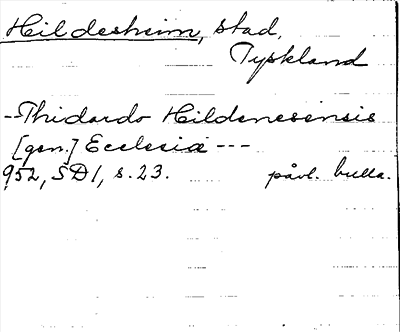 Hildesheim, stad,
Tyskland
-- Thidardo Hildenesensis
[gen.] Ecclesiæ ---
952, SD1, s. 23. påvl. bulla.